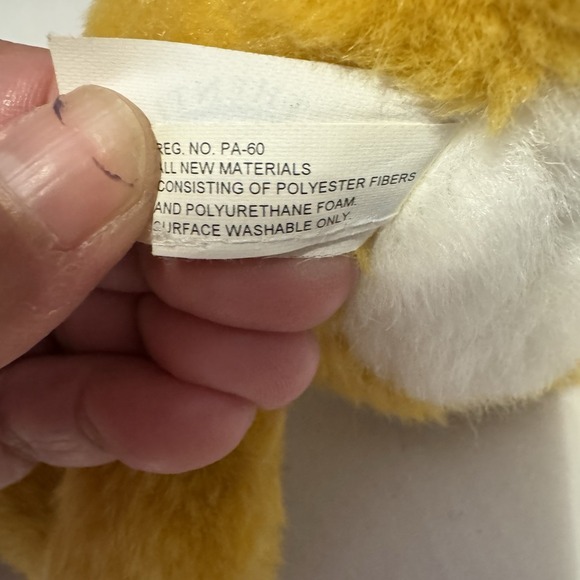 REG. NO. PA-60
ALL NEW MATERIALS
CONSISTING OF POLYESTER FIBERS
AND POLYURETHANE FOAM.
SURFACE WASHABLE ONLY.